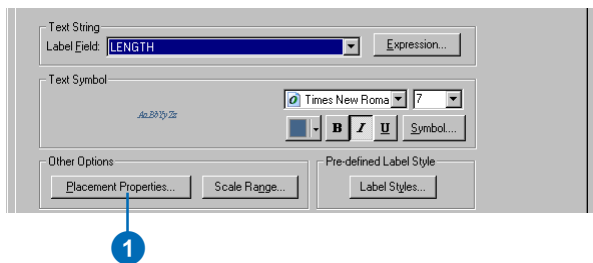 Text String
Label Field: LENGTH Expression...
Text Symbol
AaBbYyZz
Times New Roma 7
B I U Symbol....
Other Options Pre-defined Label Style
Placement Properties... Scale Range... Label Styles...
1